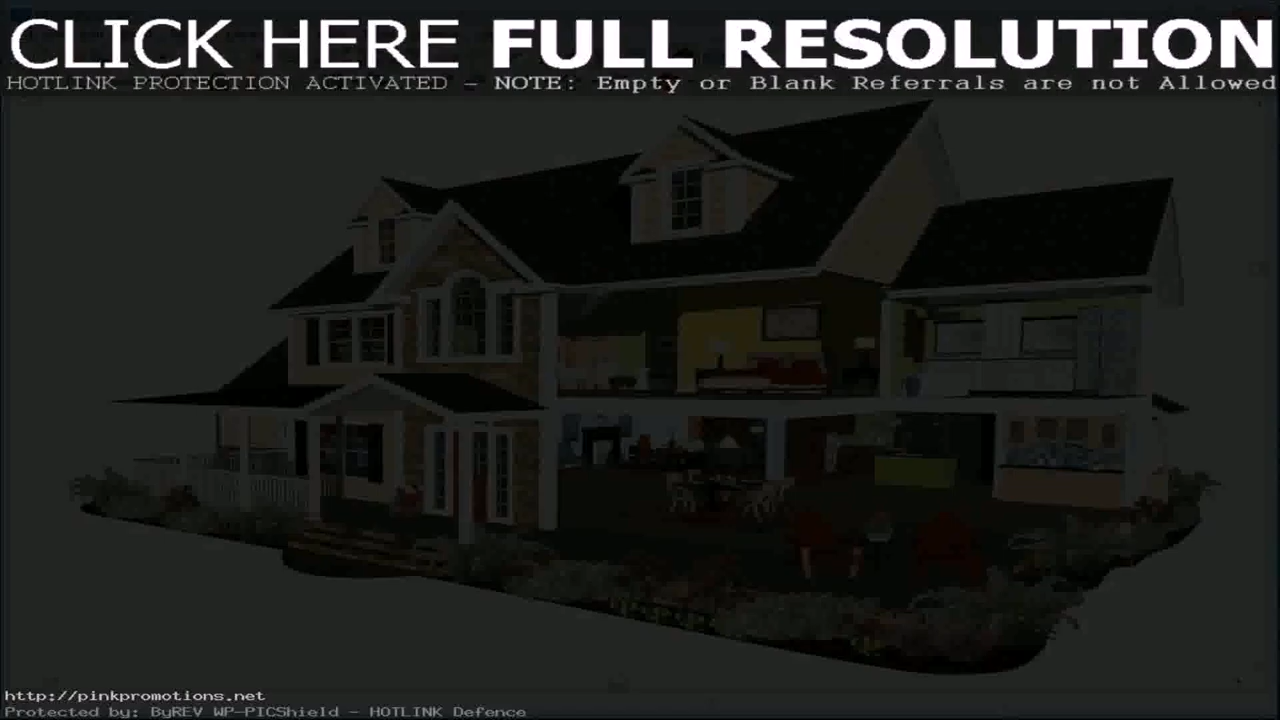 CLICK HERE FULL RESOLUTION
HOTLINK PROTECTION ACTIVATED – NOTE: Empty or Blank Referrals are not Allowed
http://pinkpromotions.net
Protected by: ByREV WP-PICShield – HOTLINK Defence